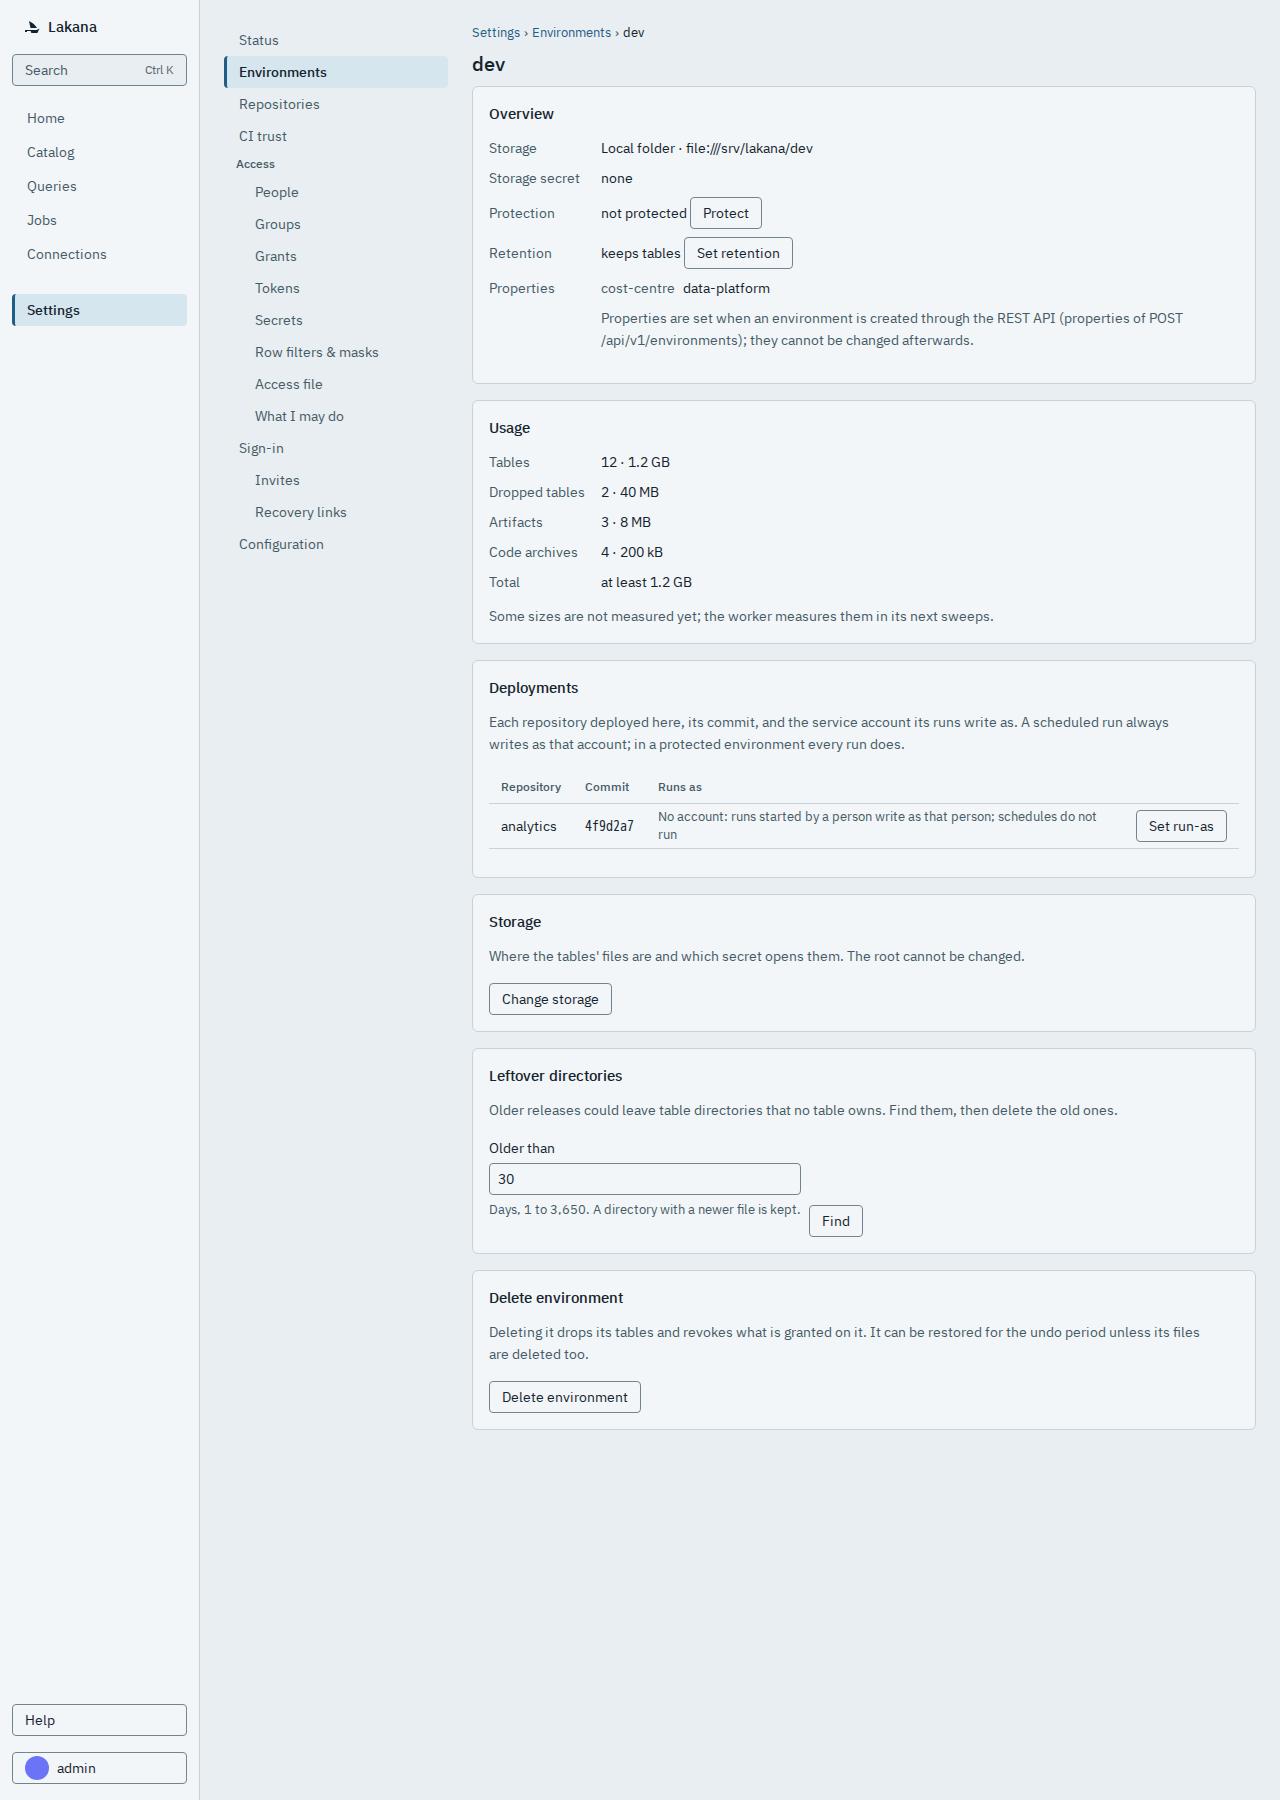 Lakana
Search Ctrl K
Home
Catalog
Queries
Jobs
Connections
Settings
Help
admin
Status
Environments
Repositories
CI trust
Access
People
Groups
Grants
Tokens
Secrets
Row filters & masks
Access file
What I may do
Sign-in
Invites
Recovery links
Configuration
Settings › Environments › dev
dev
Overview
Storage Local folder · file:///srv/lakana/dev
Storage secret none
Protection not protected Protect
Retention keeps tables Set retention
Properties cost-centre data-platform
Properties are set when an environment is created through the REST API (properties of POST
/api/v1/environments); they cannot be changed afterwards.
Usage
Tables 12 · 1.2 GB
Dropped tables 2 · 40 MB
Artifacts 3 · 8 MB
Code archives 4 · 200 kB
Total at least 1.2 GB
Some sizes are not measured yet; the worker measures them in its next sweeps.
Deployments
Each repository deployed here, its commit, and the service account its runs write as. A scheduled run always
writes as that account; in a protected environment every run does.
Repository Commit Runs as
analytics 4f9d2a7 No account: runs started by a person write as that person; schedules do not
run
Set run-as
Storage
Where the tables' files are and which secret opens them. The root cannot be changed.
Change storage
Leftover directories
Older releases could leave table directories that no table owns. Find them, then delete the old ones.
Older than
30
Days, 1 to 3,650. A directory with a newer file is kept.
Find
Delete environment
Deleting it drops its tables and revokes what is granted on it. It can be restored for the undo period unless its files
are deleted too.
Delete environment